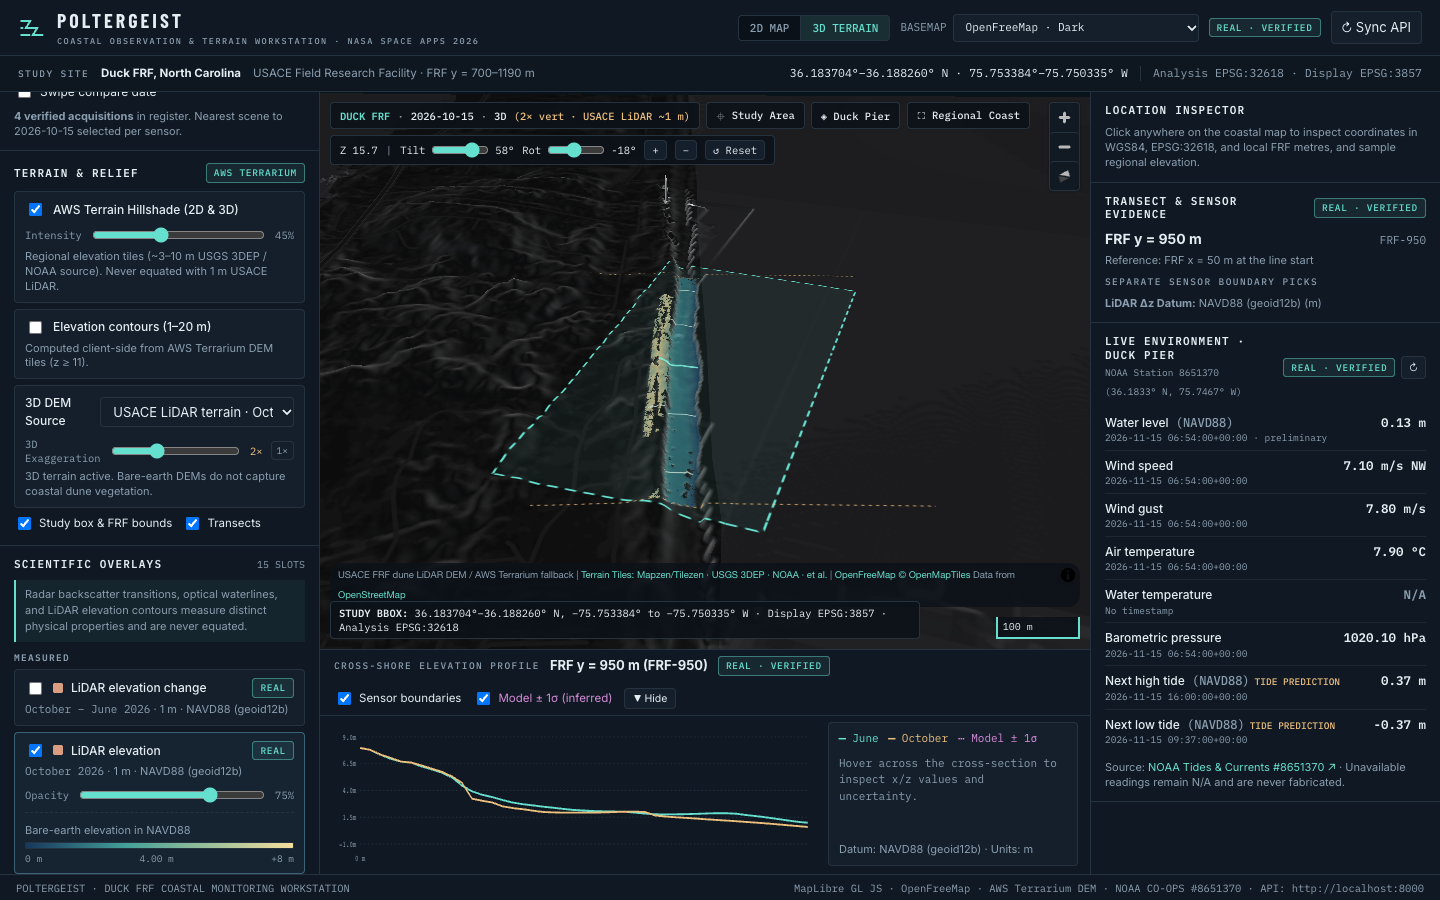 POLTERGEIST
COASTAL OBSERVATION & TERRAIN WORKSTATION · NASA SPACE APPS 2026
2D MAP
3D TERRAIN
BASEMAP
OpenFreeMap · Dark
REAL · VERIFIED
↻ Sync API
STUDY SITE Duck FRF, North Carolina USACE Field Research Facility · FRF y = 700–1190 m
36.183704°–36.188260° N · 75.753384°–75.750335° W
Analysis EPSG:32618 · Display EPSG:3857
Swipe compare date
4 verified acquisitions in register. Nearest scene to
2026-10-15 selected per sensor.
TERRAIN & RELIEF
AWS TERRARIUM
AWS Terrain Hillshade (2D & 3D)
Intensity 45%
Regional elevation tiles (~3–10 m USGS 3DEP /
NOAA source). Never equated with 1 m USACE
LiDAR.
Elevation contours (1–20 m)
Computed client-side from AWS Terrarium DEM
tiles (z ≥ 11).
3D DEM
Source
USACE LiDAR terrain · Oct
3D
Exaggeration
2×
1×
3D terrain active. Bare-earth DEMs do not capture
coastal dune vegetation.
Study box & FRF bounds
Transects
SCIENTIFIC OVERLAYS
15 SLOTS
Radar backscatter transitions, optical waterlines,
and LiDAR elevation contours measure distinct
physical properties and are never equated.
MEASURED
LiDAR elevation change
REAL
October − June 2026 · 1 m · NAVD88 (geoid12b)
LiDAR elevation
REAL
October 2026 · 1 m · NAVD88 (geoid12b)
Opacity 75%
Bare-earth elevation in NAVD88
0 m 4.00 m +8 m
DUCK FRF · 2026-10-15 · 3D (2× vert · USACE LiDAR ~1 m)
Study Area
◈ Duck Pier
Regional Coast
Z 15.7 | Tilt 58° Rot -18° + − ↺ Reset
USACE FRF dune LiDAR DEM / AWS Terrarium fallback | Terrain Tiles: Mapzen/Tilezen · USGS 3DEP · NOAA · et al. | OpenFreeMap © OpenMapTiles Data from
OpenStreetMap
STUDY BBOX: 36.183704°–36.188260° N, −75.753384° to −75.750335° W · Display EPSG:3857 ·
Analysis EPSG:32618
100 m
CROSS-SHORE ELEVATION PROFILE FRF y = 950 m (FRF-950)
REAL · VERIFIED
Sensor boundaries
Model ± 1σ (inferred)
▼ Hide
9.0m
6.5m
4.0m
1.5m
−1.0m
0 m
June
October
Model ± 1σ
Hover across the cross-section to
inspect x/z values and
uncertainty.
Datum: NAVD88 (geoid12b) · Units: m
LOCATION INSPECTOR
Click anywhere on the coastal map to inspect coordinates in
WGS84, EPSG:32618, and local FRF metres, and sample
regional elevation.
TRANSECT & SENSOR
EVIDENCE
REAL · VERIFIED
FRF y = 950 m
FRF-950
Reference: FRF x = 50 m at the line start
SEPARATE SENSOR BOUNDARY PICKS
LiDAR Δz Datum: NAVD88 (geoid12b) (m)
LIVE ENVIRONMENT ·
DUCK PIER
NOAA Station 8651370
(36.1833° N, 75.7467° W)
REAL · VERIFIED
↻
Water level (NAVD88) 0.13 m
2026-11-15 06:54:00+00:00 · preliminary
Wind speed 7.10 m/s NW
2026-11-15 06:54:00+00:00
Wind gust 7.80 m/s
2026-11-15 06:54:00+00:00
Air temperature 7.90 °C
2026-11-15 06:54:00+00:00
Water temperature N/A
No timestamp
Barometric pressure 1020.10 hPa
2026-11-15 06:54:00+00:00
Next high tide (NAVD88) TIDE PREDICTION 0.37 m
2026-11-15 16:00:00+00:00
Next low tide (NAVD88) TIDE PREDICTION -0.37 m
2026-11-15 09:37:00+00:00
Source: NOAA Tides & Currents #8651370 ↗ · Unavailable
readings remain N/A and are never fabricated.
POLTERGEIST · DUCK FRF COASTAL MONITORING WORKSTATION
MapLibre GL JS · OpenFreeMap · AWS Terrarium DEM · NOAA CO-OPS #8651370 · API: http://localhost:8000